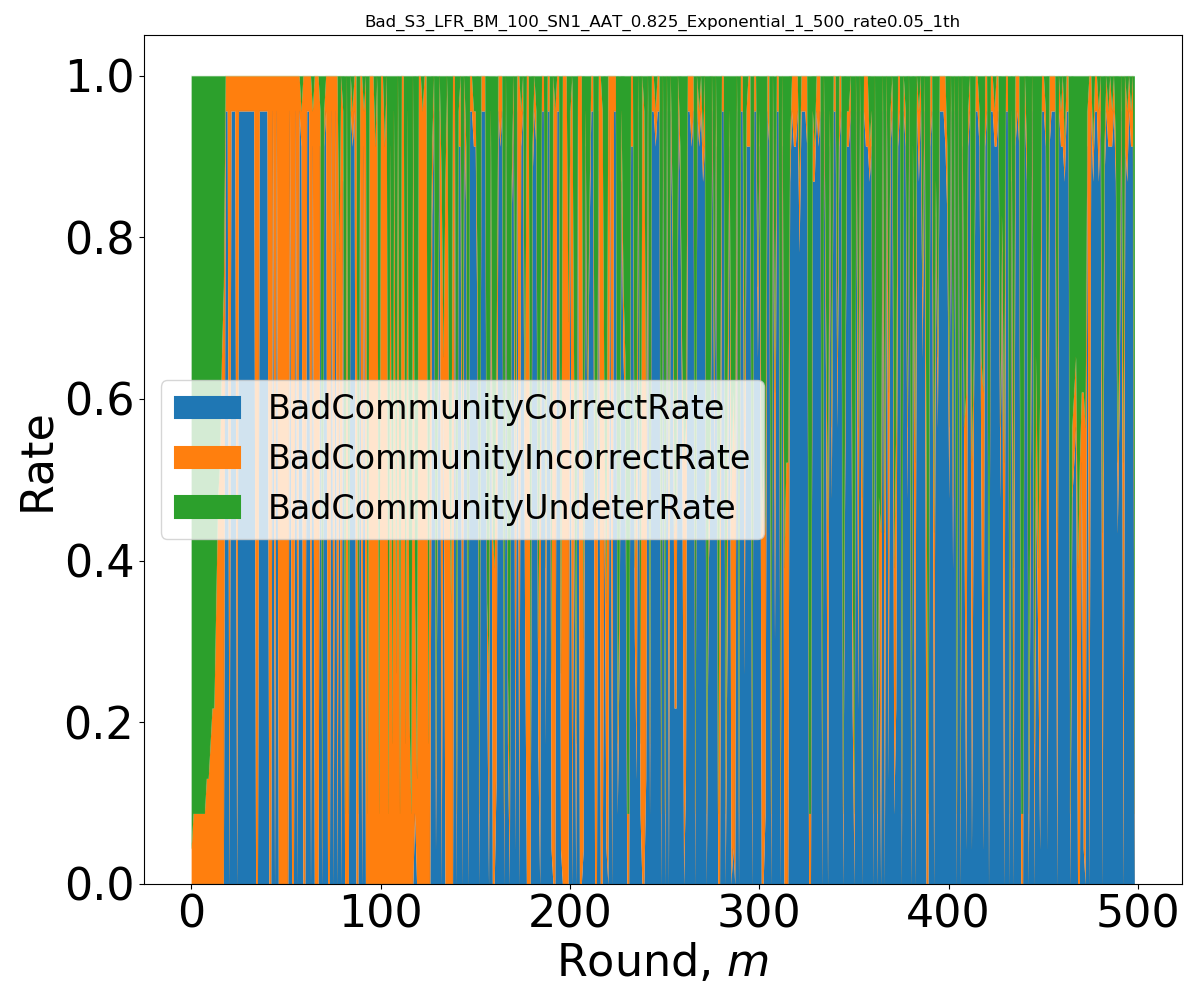 Bad_S3_LFR_BM_100_SN1_AAT_0.825_Exponential_1_500_rate0.05_1th
1.0
0.8
0.6
0.4
0.2
0.0
Rate
BadCommunityCorrectRate
BadCommunityIncorrectRate
BadCommunityUndeterRate
0 100 200 300 400 500
Round, m